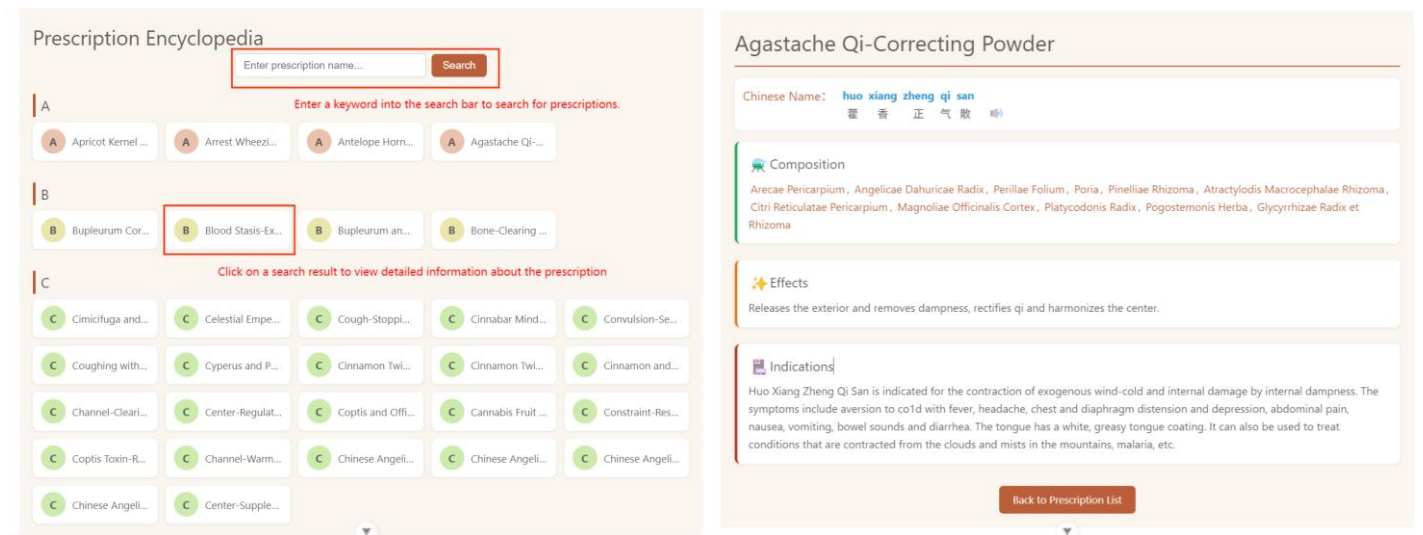 Prescription Encyclopedia
Enter prescription name...
Search
Enter a keyword into the search bar to search for prescriptions.
A
A Apricot Kernel ...
A Arrest Wheezi...
A Antelope Horn...
A Agastache Qi-...
B
B Bupleurum Cor...
B Blood Stasis-Ex...
B Bupleurum an...
B Bone-Clearing ...
Click on a search result to view detailed information about the prescription
C
C Cimicifuga and...
C Celestial Empe...
C Cough-Stoppi...
C Cinnabar Mind...
C Convulsion-Se...
C Coughing with...
C Cyperus and P...
C Cinnamon Twi...
C Cinnamon Twi...
C Cinnamon and...
C Channel-Cleari...
C Center-Regulat...
C Coptis and Offi...
C Cannabis Fruit ...
C Constraint-Res...
C Coptis Toxin-R...
C Channel-Warm...
C Chinese Angeli...
C Chinese Angeli...
C Chinese Angeli...
C Chinese Angeli...
C Center-Supple...
Agastache Qi-Correcting Powder
Chinese Name: huo xiang zheng qi san
藿 香 正 气 散
Composition
Arecae Pericarpium, Angelicae Dahuricae Radix, Perillae Folium, Poria, Pinelliae Rhizoma, Atractylodis Macrocephalae Rhizoma,
Citri Reticulatae Pericarpium, Magnoliae Officinalis Cortex, Platycodonis Radix, Pogostemonis Herba, Glycyrrhizae Radix et
Rhizoma
Effects
Releases the exterior and removes dampness, rectifies qi and harmonizes the center.
Indications
Huo Xiang Zheng Qi San is indicated for the contraction of exogenous wind-cold and internal damage by internal dampness. The
symptoms include aversion to co1d with fever, headache, chest and diaphragm distension and depression, abdominal pain,
nausea, vomiting, bowel sounds and diarrhea. The tongue has a white, greasy tongue coating. It can also be used to treat
conditions that are contracted from the clouds and mists in the mountains, malaria, etc.
Back to Prescription List